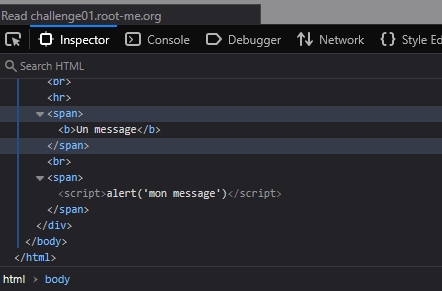 Read challenge01.root-me.org
Inspector Console Debugger Network Style Ed
Search HTML
<br>
<hr>
<span>
<b>Un message</b>
</span>
<br>
<span>
<script>alert('mon message')</script>
</span>
</div>
</body>
</html>
html > body